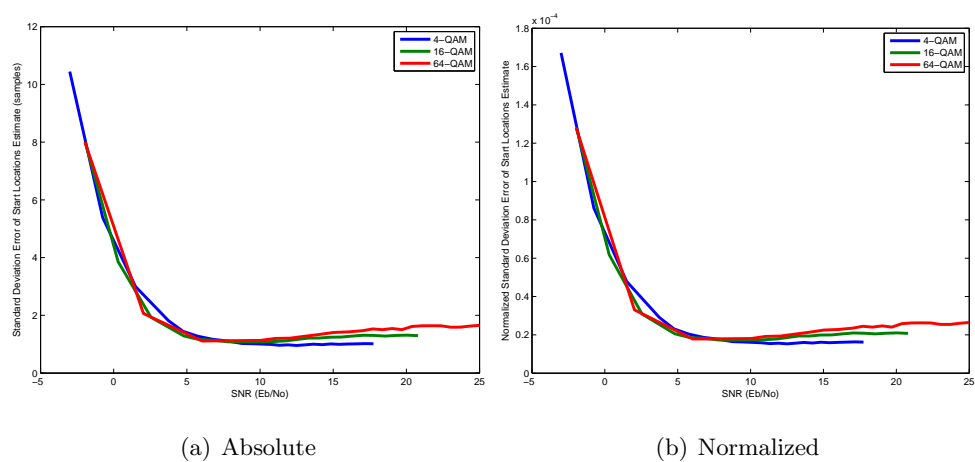 12
10
8
6
4
2
0
−5
0
5
10
15
20
25
Standard Deviation Error of Start Locations Estimate (samples)
SNR (Eb/No)
4−QAM
16−QAM
64−QAM
(a) Absolute
x 10⁻⁴
1.8
1.6
1.4
1.2
1
0.8
0.6
0.4
0.2
0
−5
0
5
10
15
20
25
Normalized Standard Deviation Error of Start Locations Estimate
SNR (Eb/No)
4−QAM
16−QAM
64−QAM
(b) Normalized